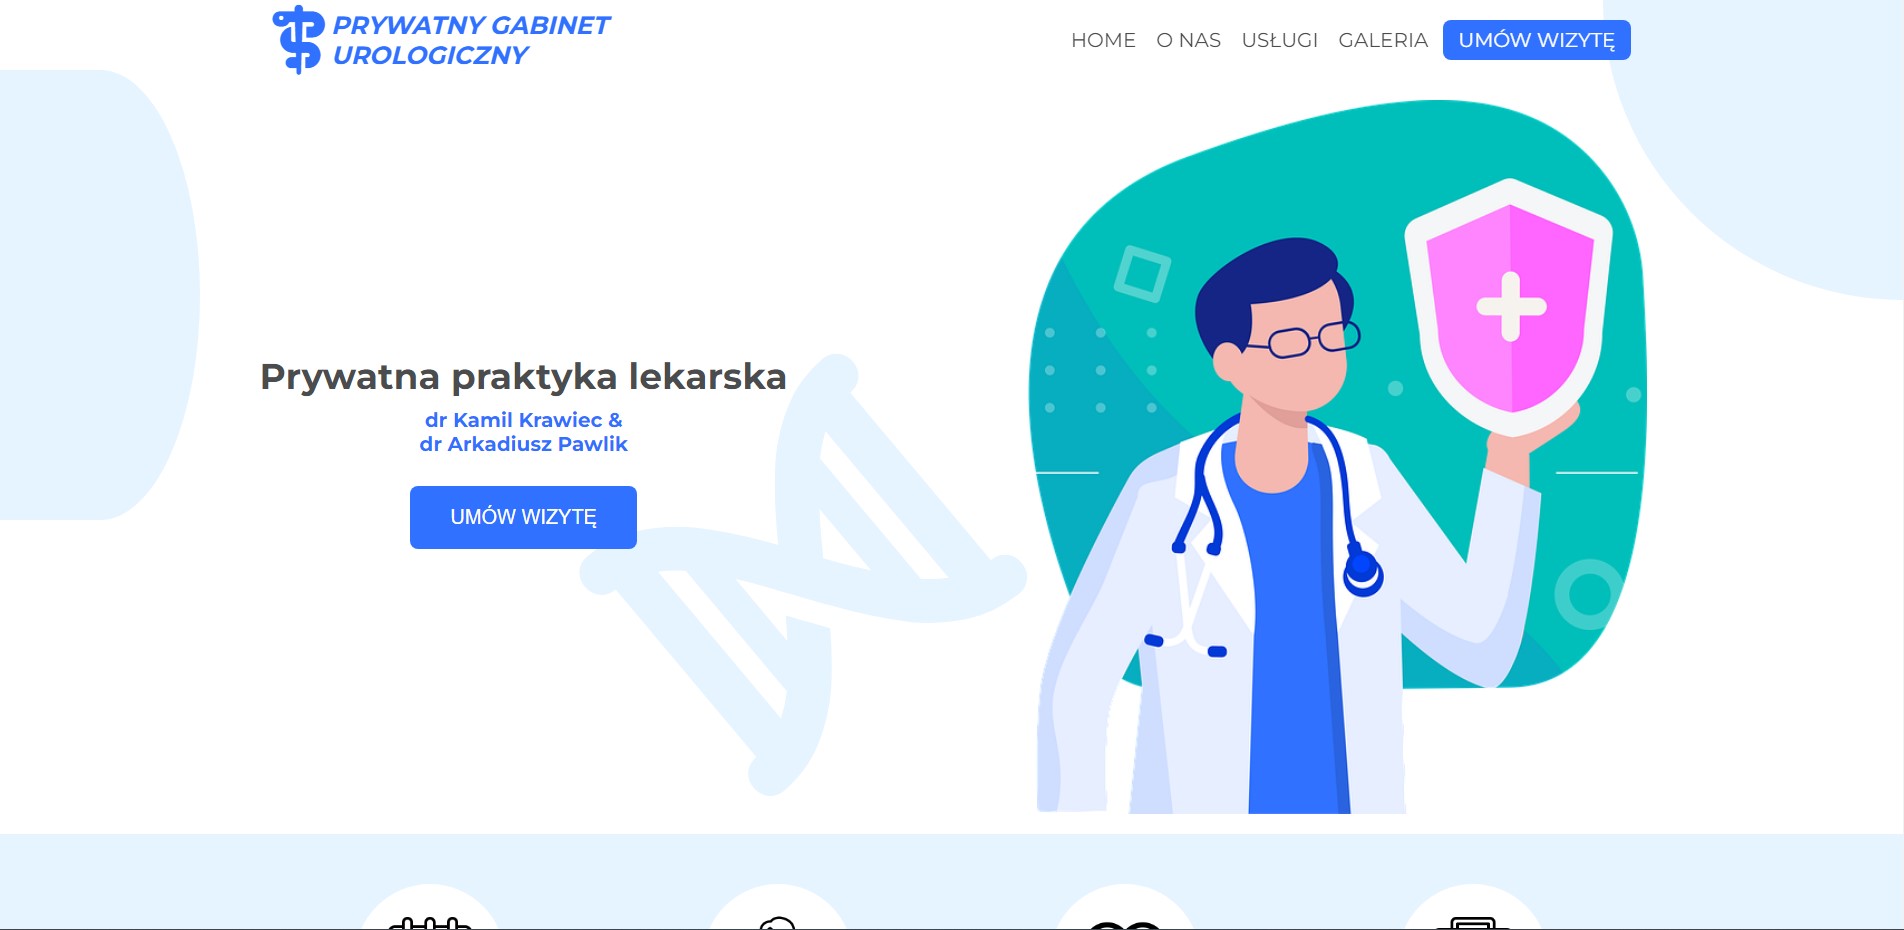 PRYWATNY GABINET
UROLOGICZNY
HOME O NAS USŁUGI GALERIA UMÓW WIZYTĘ
Prywatna praktyka lekarska
dr Kamil Krawiec &
dr Arkadiusz Pawlik
UMÓW WIZYTĘ